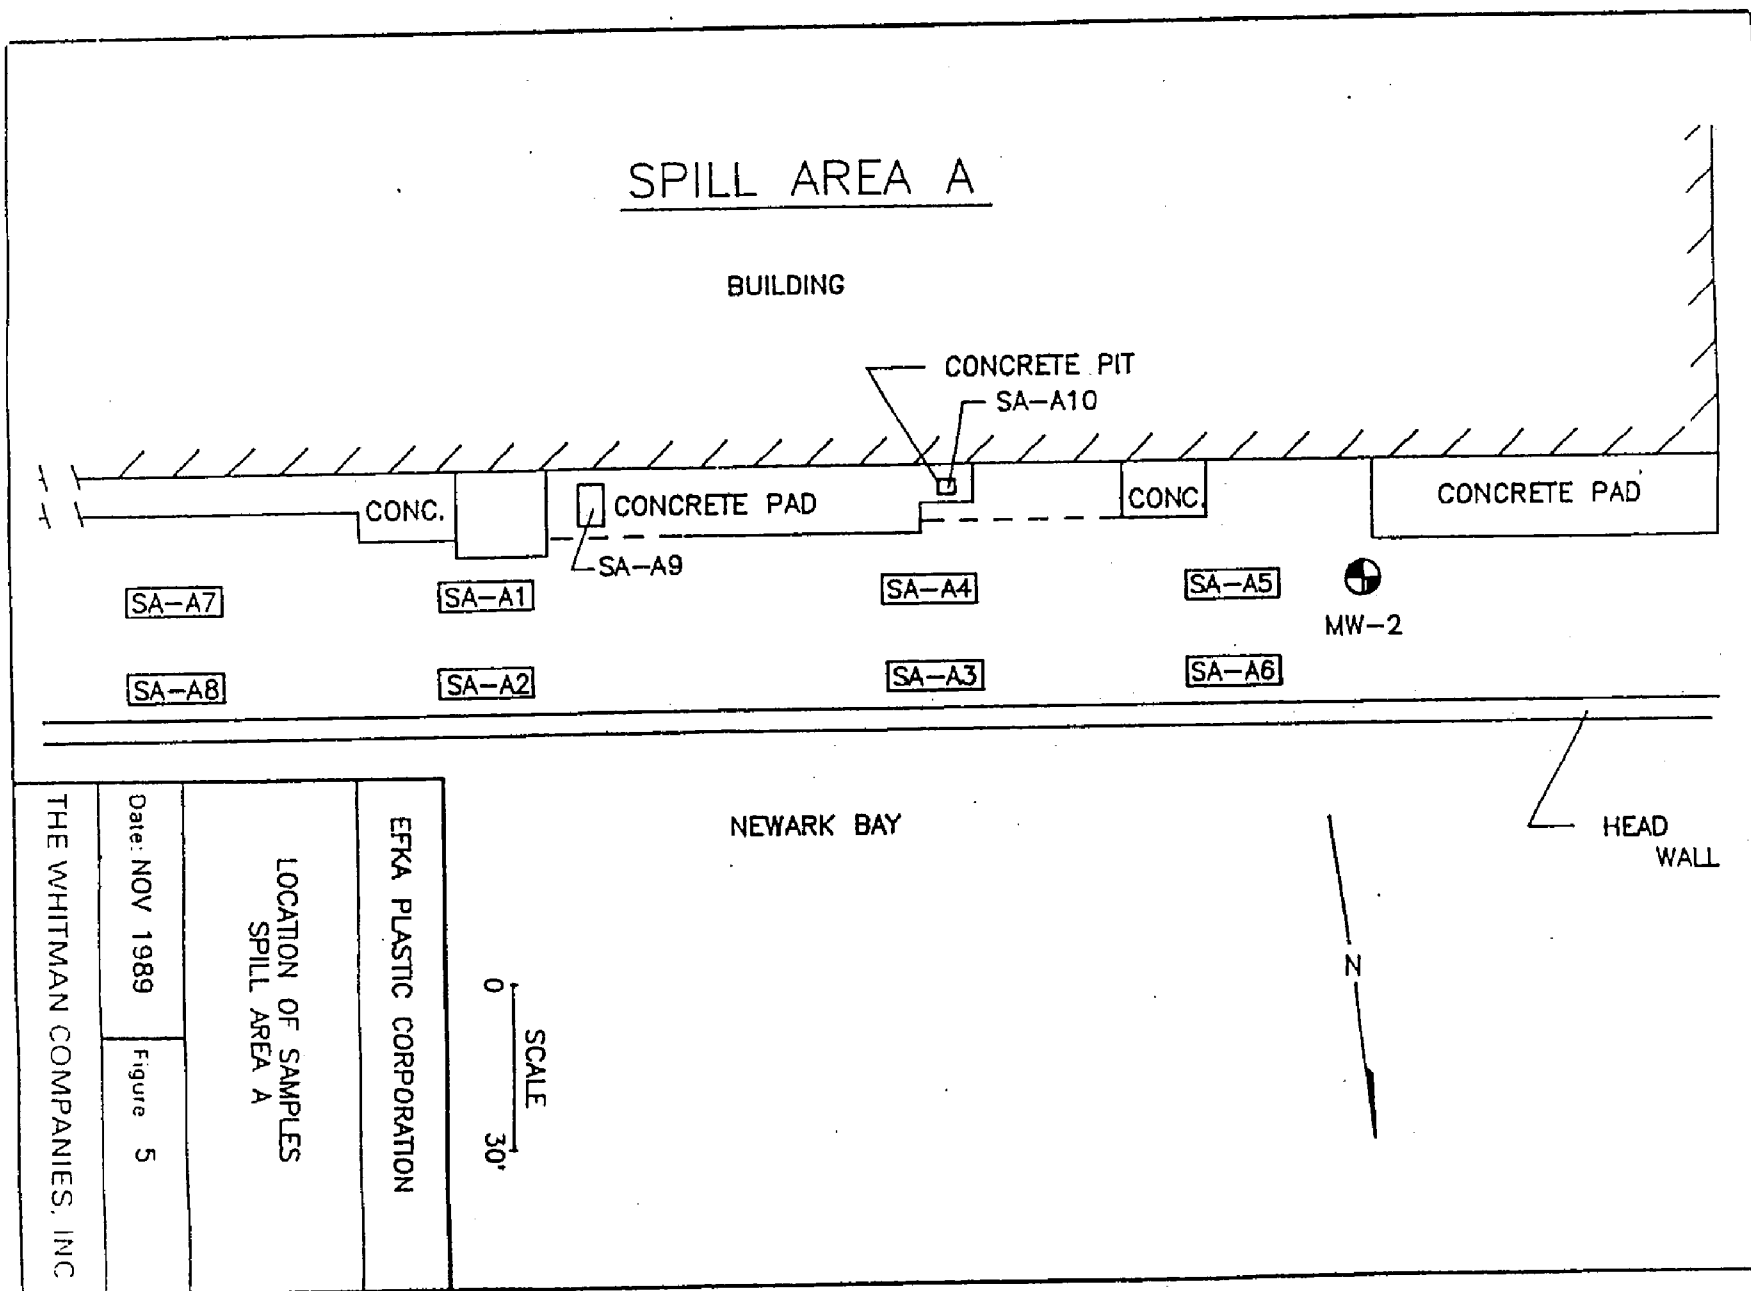 SPILL AREA A
BUILDING
CONCRETE PIT
SA-A10
CONC.
CONCRETE PAD
CONC.
CONCRETE PAD
SA-A9
SA-A7
SA-A1
SA-A4
SA-A5
MW-2
SA-A8
SA-A2
SA-A3
SA-A6
NEWARK BAY
HEAD
WALL
N
SCALE
0 30'
EFKA PLASTIC CORPORATION
LOCATION OF SAMPLES
SPILL AREA A
Date: NOV 1989
Figure 5
THE WHITMAN COMPANIES, INC